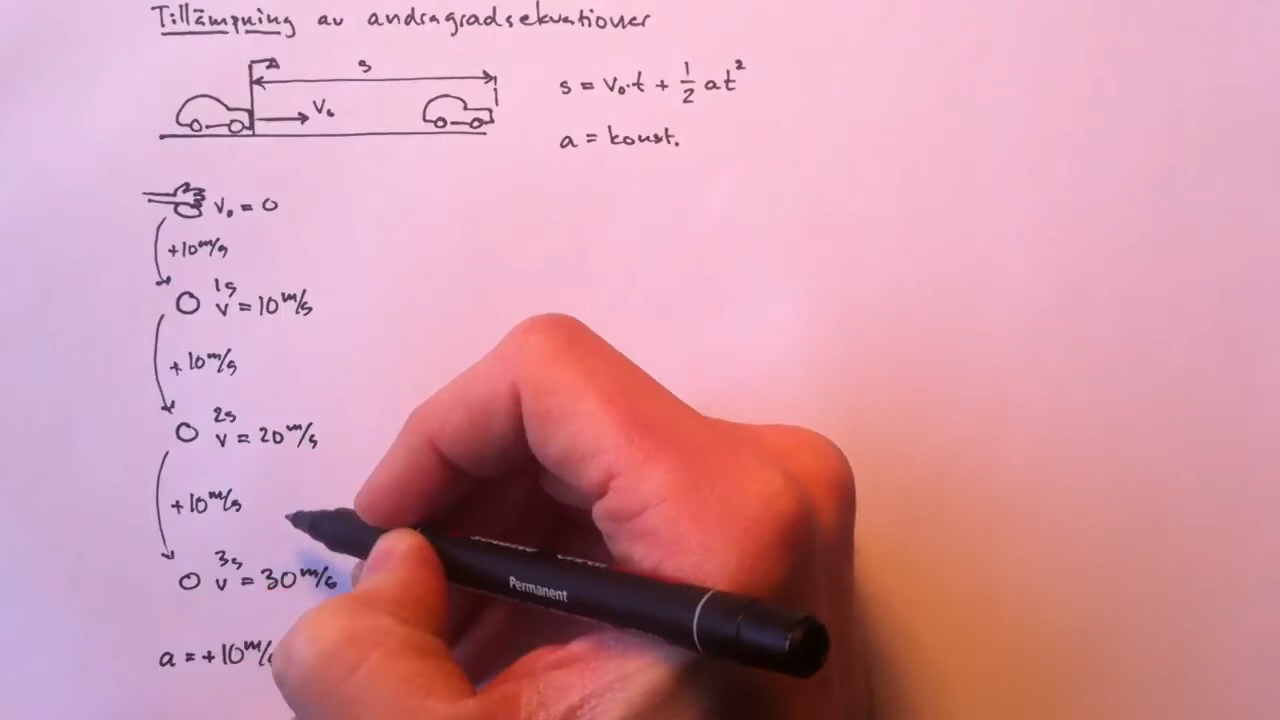 Tillämpning av andragradsekvationer
s
s = v₀·t + 1/2 at²
v₀
a = konst.
v₀ = 0
+10 m/s
1s
v = 10 m/s
+10 m/s
2s
v = 20 m/s
+10 m/s
3s
v = 30 m/s
a = +10 m/
Permanent